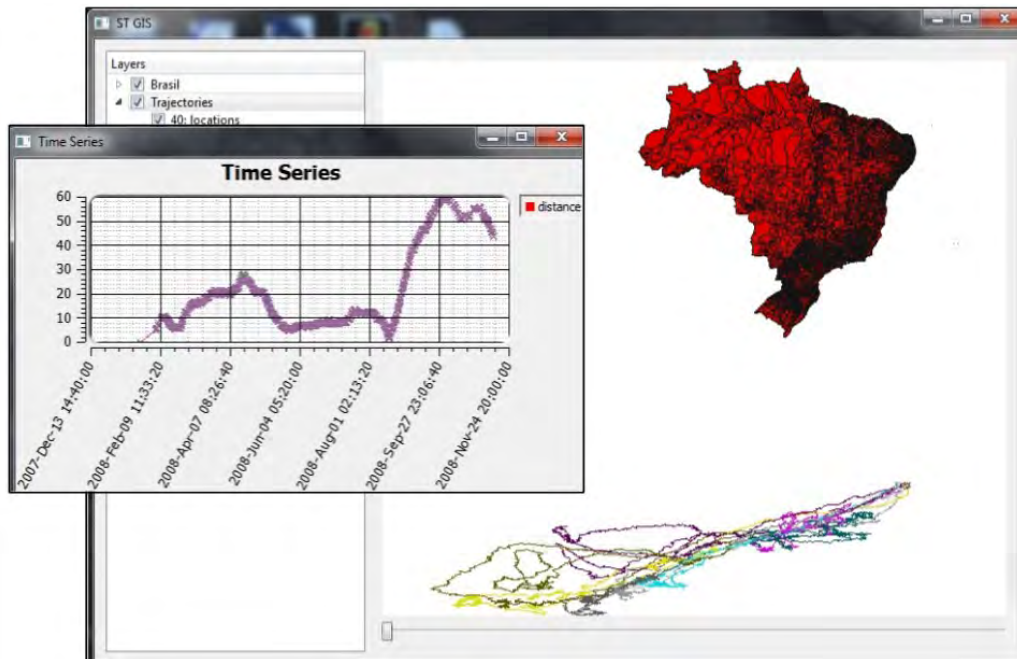 ST GIS
Layers
Brasil
Trajectories
40: locations
Time Series
Time Series
60
50
40
30
20
10
0
distance
2007-Dec-13 14:40:00
2008-Feb-09 11:33:20
2008-Apr-07 08:26:40
2008-Jun-04 05:20:00
2008-Aug-01 02:13:20
2008-Sep-27 23:06:40
2008-Nov-24 20:00:00